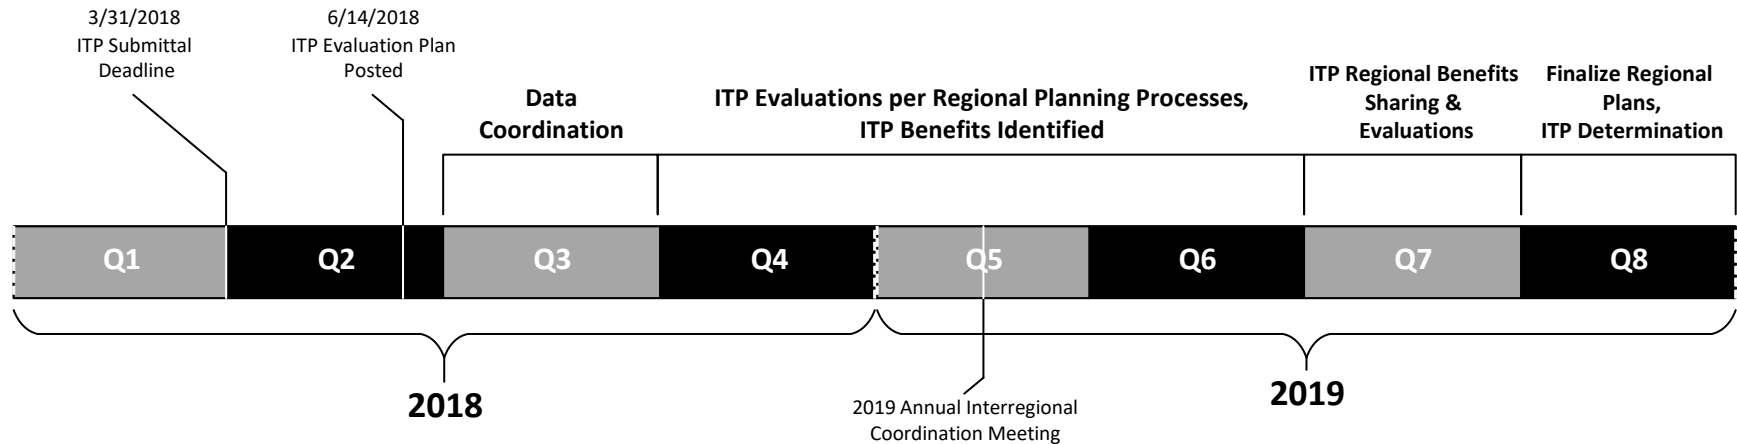 3/31/2018
ITP Submittal
Deadline
6/14/2018
ITP Evaluation Plan
Posted
Data
Coordination
ITP Evaluations per Regional Planning Processes,
ITP Benefits Identified
ITP Regional Benefits
Sharing &
Evaluations
Finalize Regional
Plans,
ITP Determination
Q1
Q2
Q3
Q4
Q5
Q6
Q7
Q8
2018
2019 Annual Interregional
Coordination Meeting
2019